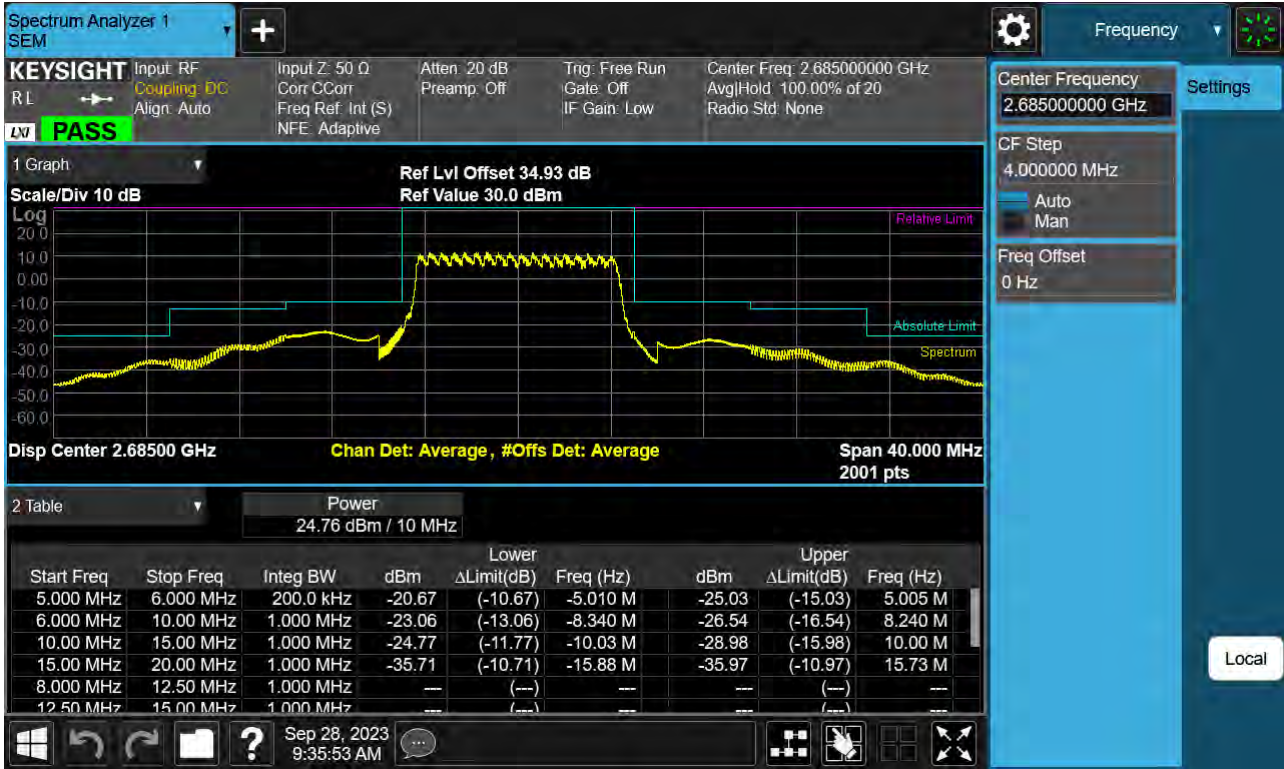 Spectrum Analyzer 1
SEM
Frequency
KEYSIGHT
R L
LXI
PASS
Input: RF
Coupling: DC
Align: Auto
Input Z: 50 Ω
Corr CCorr
Freq Ref: Int (S)
NFE: Adaptive
Atten: 20 dB
Preamp: Off
Trig: Free Run
Gate: Off
IF Gain: Low
Center Freq: 2.685000000 GHz
Avg|Hold: 100.00% of 20
Radio Std: None
Center Frequency
2.685000000 GHz
Settings
CF Step
4.000000 MHz
Auto
Man
Freq Offset
0 Hz
Local
1 Graph
Scale/Div 10 dB
Ref Lvl Offset 34.93 dB
Ref Value 30.0 dBm
Log
20.0
10.0
0.00
-10.0
-20.0
-30.0
-40.0
-50.0
-60.0
Relative Limit
Absolute Limit
Spectrum
Disp Center 2.68500 GHz
Chan Det: Average , #Offs Det: Average
Span 40.000 MHz
2001 pts
2 Table
Power
24.76 dBm / 10 MHz
Lower Upper
Start Freq Stop Freq Integ BW dBm ΔLimit(dB) Freq (Hz) dBm ΔLimit(dB) Freq (Hz)
5.000 MHz 6.000 MHz 200.0 kHz -20.67 (-10.67) -5.010 M -25.03 (-15.03) 5.005 M
6.000 MHz 10.00 MHz 1.000 MHz -23.06 (-13.06) -8.340 M -26.54 (-16.54) 8.240 M
10.00 MHz 15.00 MHz 1.000 MHz -24.77 (-11.77) -10.03 M -28.98 (-15.98) 10.00 M
15.00 MHz 20.00 MHz 1.000 MHz -35.71 (-10.71) -15.88 M -35.97 (-10.97) 15.73 M
8.000 MHz 12.50 MHz 1.000 MHz --- (---) --- --- (---) ---
12.50 MHz 15.00 MHz 1.000 MHz --- (---) --- --- (---) ---
Sep 28, 2023
9:35:53 AM